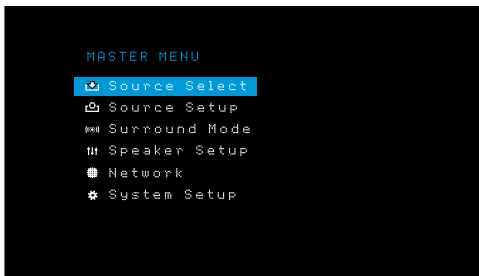 MASTER MENU
Source Select
Source Setup
Surround Mode
Speaker Setup
Network
System Setup